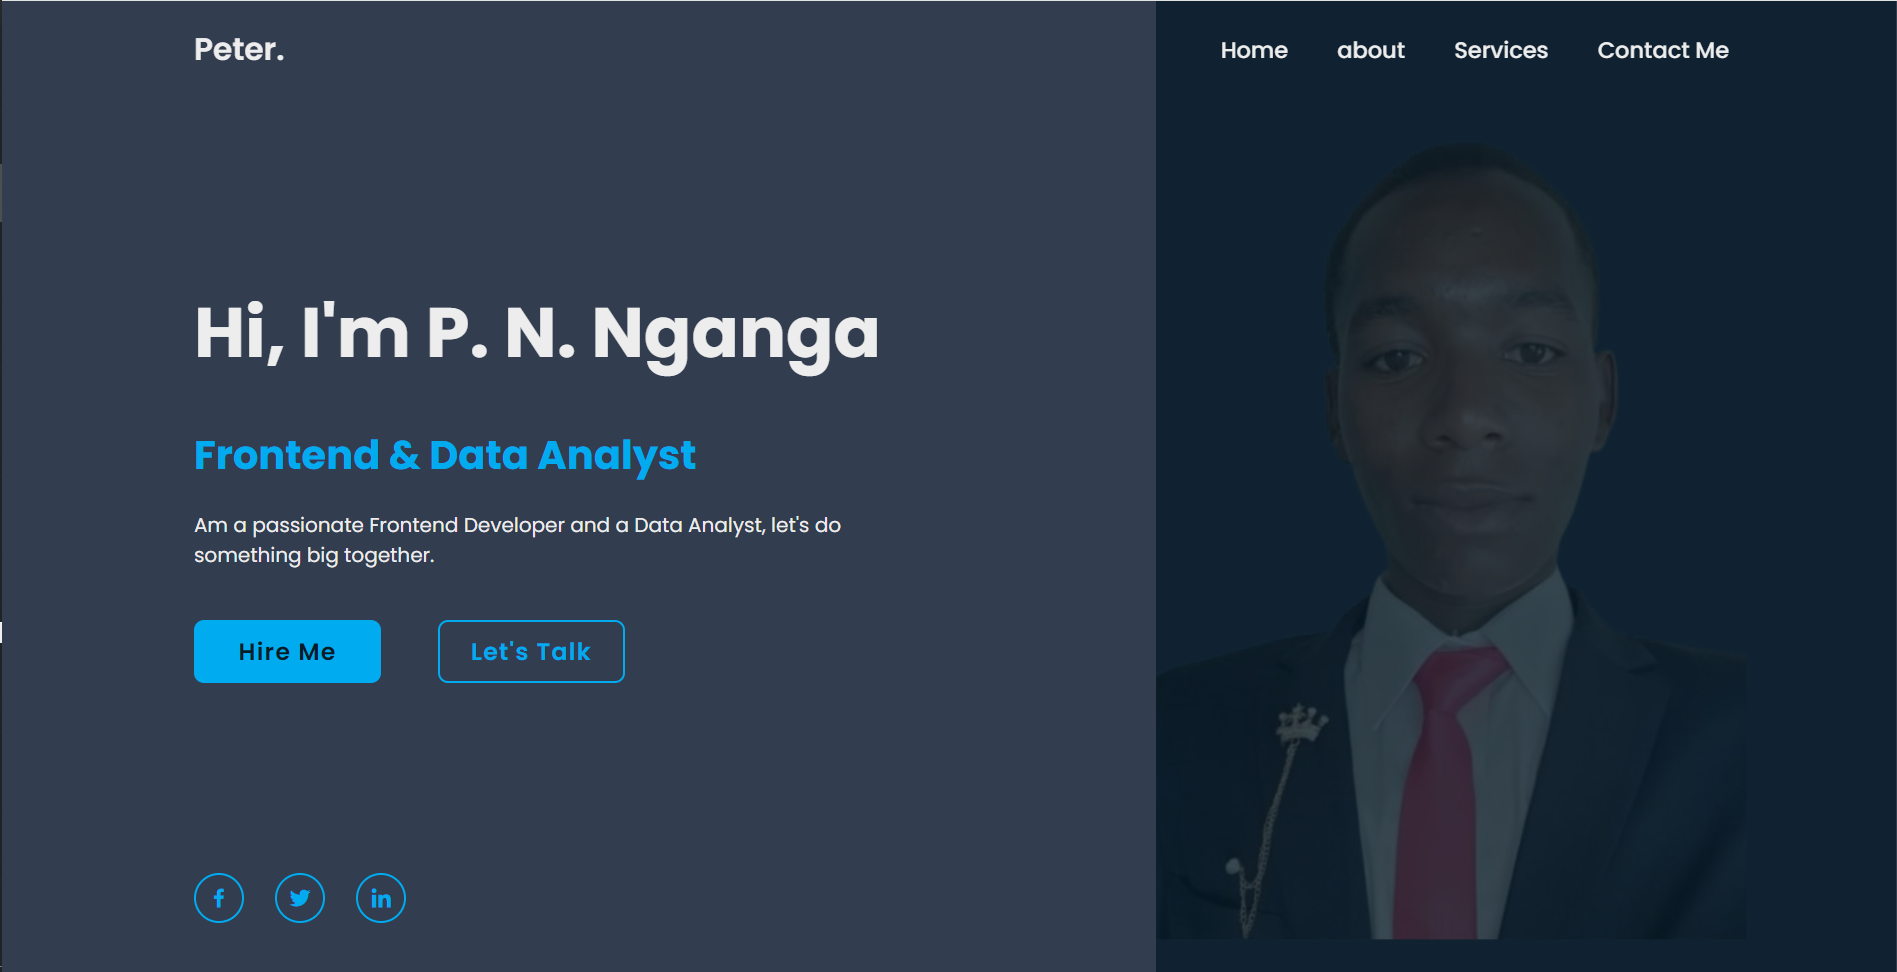 Peter.
Home
about
Services
Contact Me
Hi, I'm P. N. Nganga
Frontend & Data Analyst
Am a passionate Frontend Developer and a Data Analyst, let's do
something big together.
Hire Me
Let's Talk